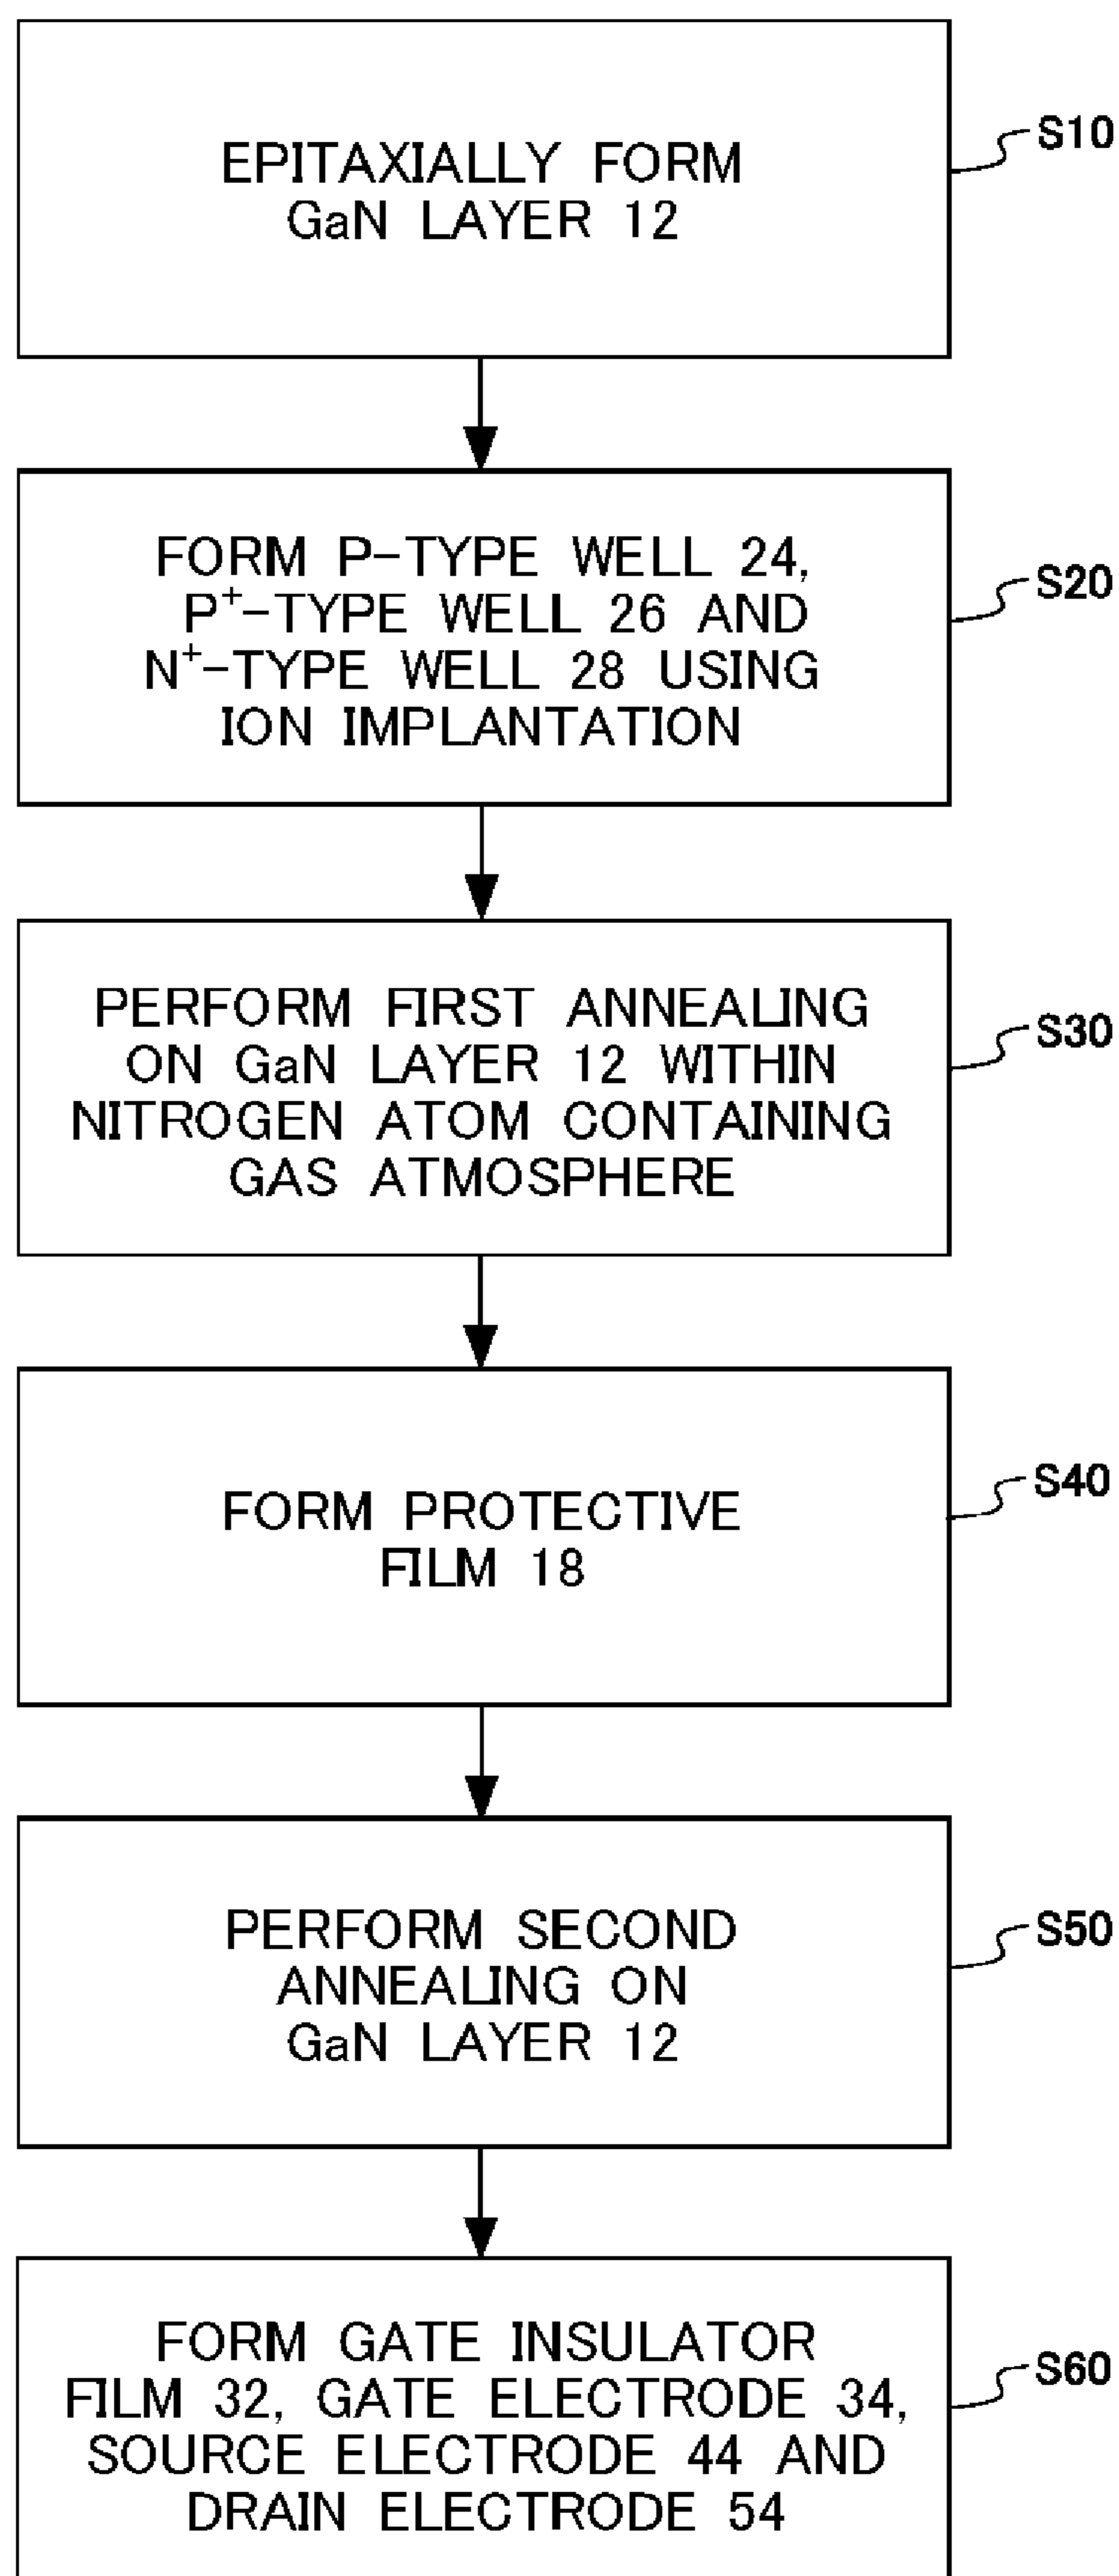 EPITAXIALLY FORM
GaN LAYER 12
S10
FORM P-TYPE WELL 24,
P⁺-TYPE WELL 26 AND
N⁺-TYPE WELL 28 USING
ION IMPLANTATION
S20
PERFORM FIRST ANNEALING
ON GaN LAYER 12 WITHIN
NITROGEN ATOM CONTAINING
GAS ATMOSPHERE
S30
FORM PROTECTIVE
FILM 18
S40
PERFORM SECOND
ANNEALING ON
GaN LAYER 12
S50
FORM GATE INSULATOR
FILM 32, GATE ELECTRODE 34,
SOURCE ELECTRODE 44 AND
DRAIN ELECTRODE 54
S60